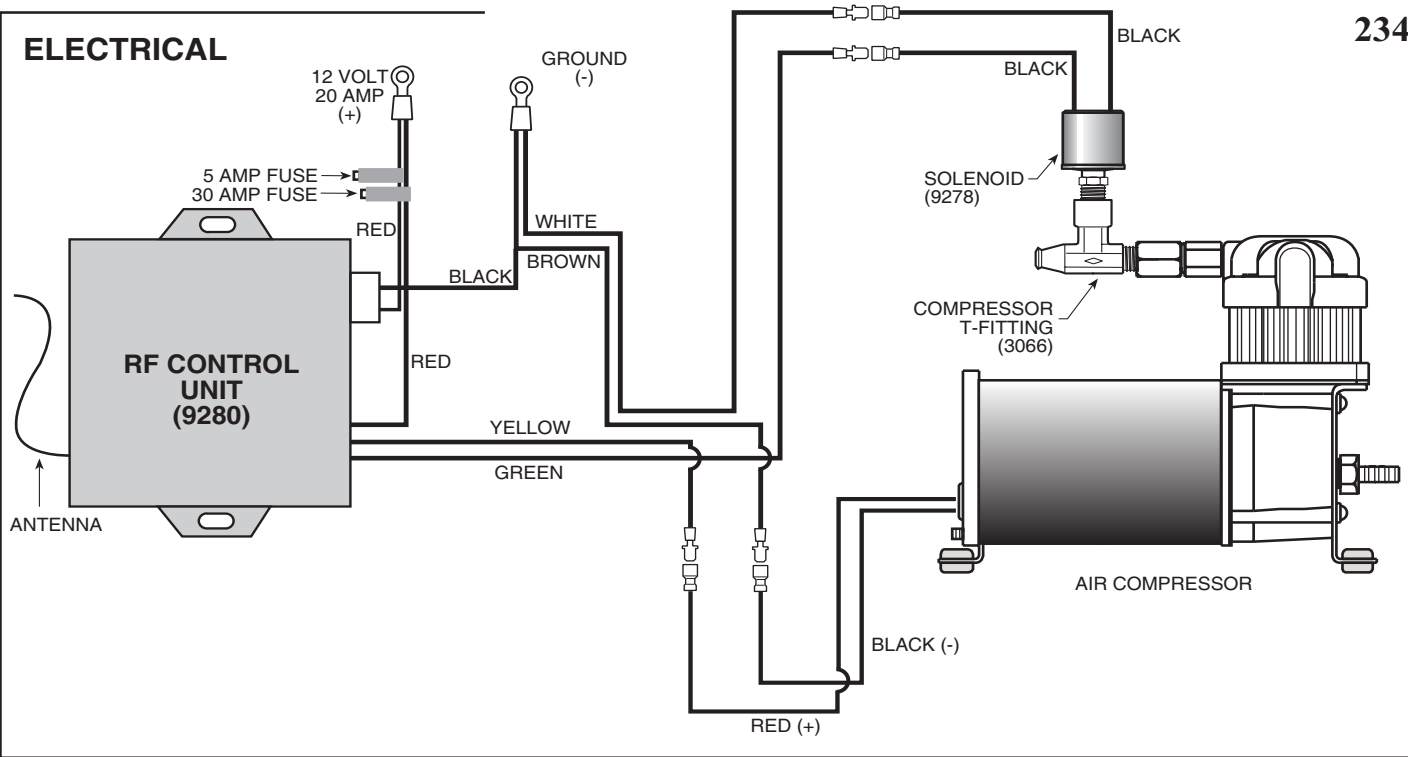 ELECTRICAL
234
12 VOLT
20 AMP
(+)
GROUND
(-)
BLACK
BLACK
5 AMP FUSE
30 AMP FUSE
SOLENOID
(9278)
RED
WHITE
BROWN
BLACK
COMPRESSOR
T-FITTING
(3066)
RF CONTROL
UNIT
(9280)
RED
YELLOW
GREEN
ANTENNA
AIR COMPRESSOR
BLACK (-)
RED (+)